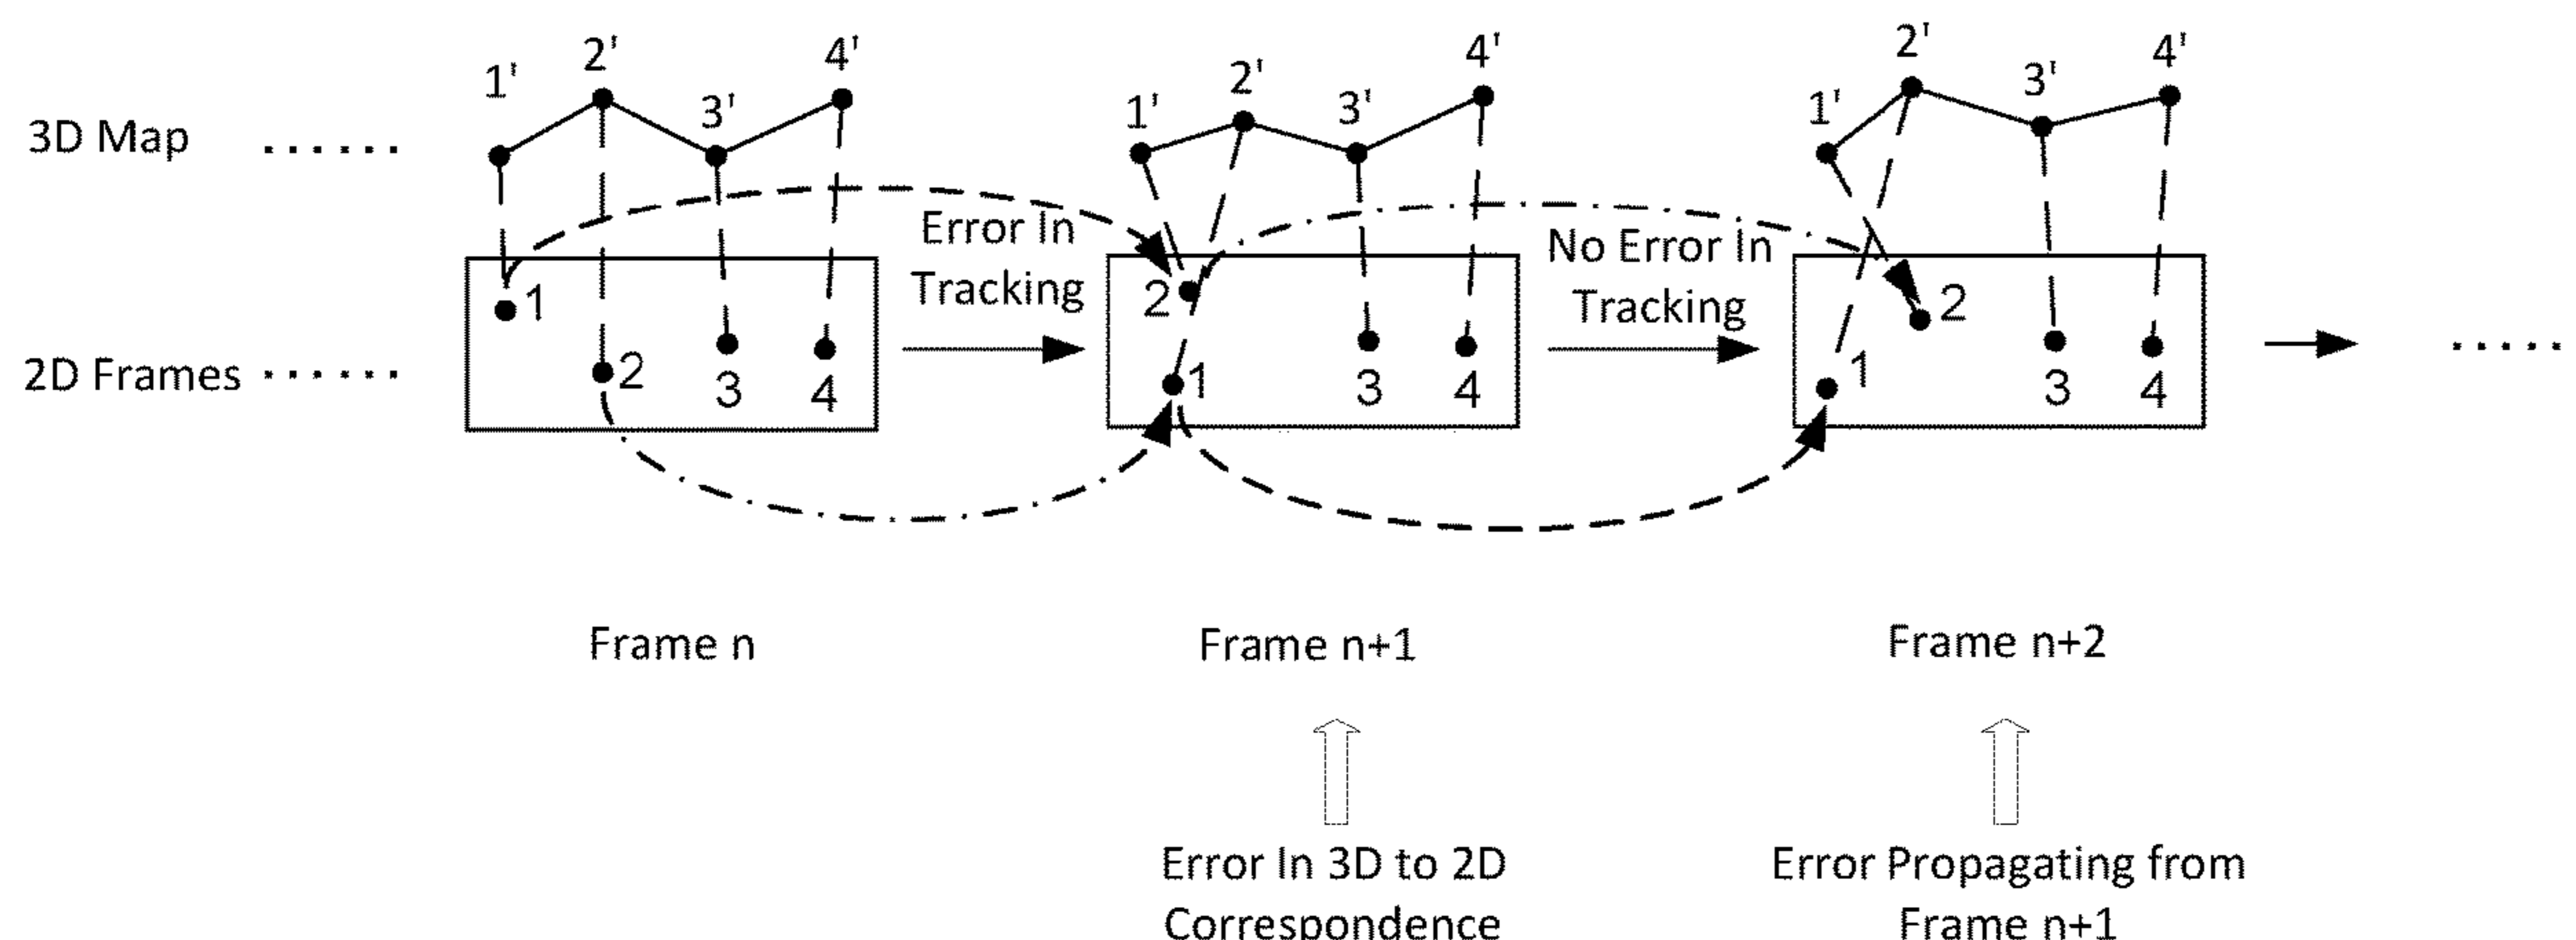 1' 2' 3' 4' 1' 2' 3' 4' 1' 2' 3' 4'
3D Map ......
Error In
Tracking
No Error In
Tracking
1 2 3 4
2 1 3 4
2 1 3 4
2D Frames ...... .....
Frame n Frame n+1 Frame n+2
Error In 3D to 2D
Correspondence
Error Propagating from
Frame n+1